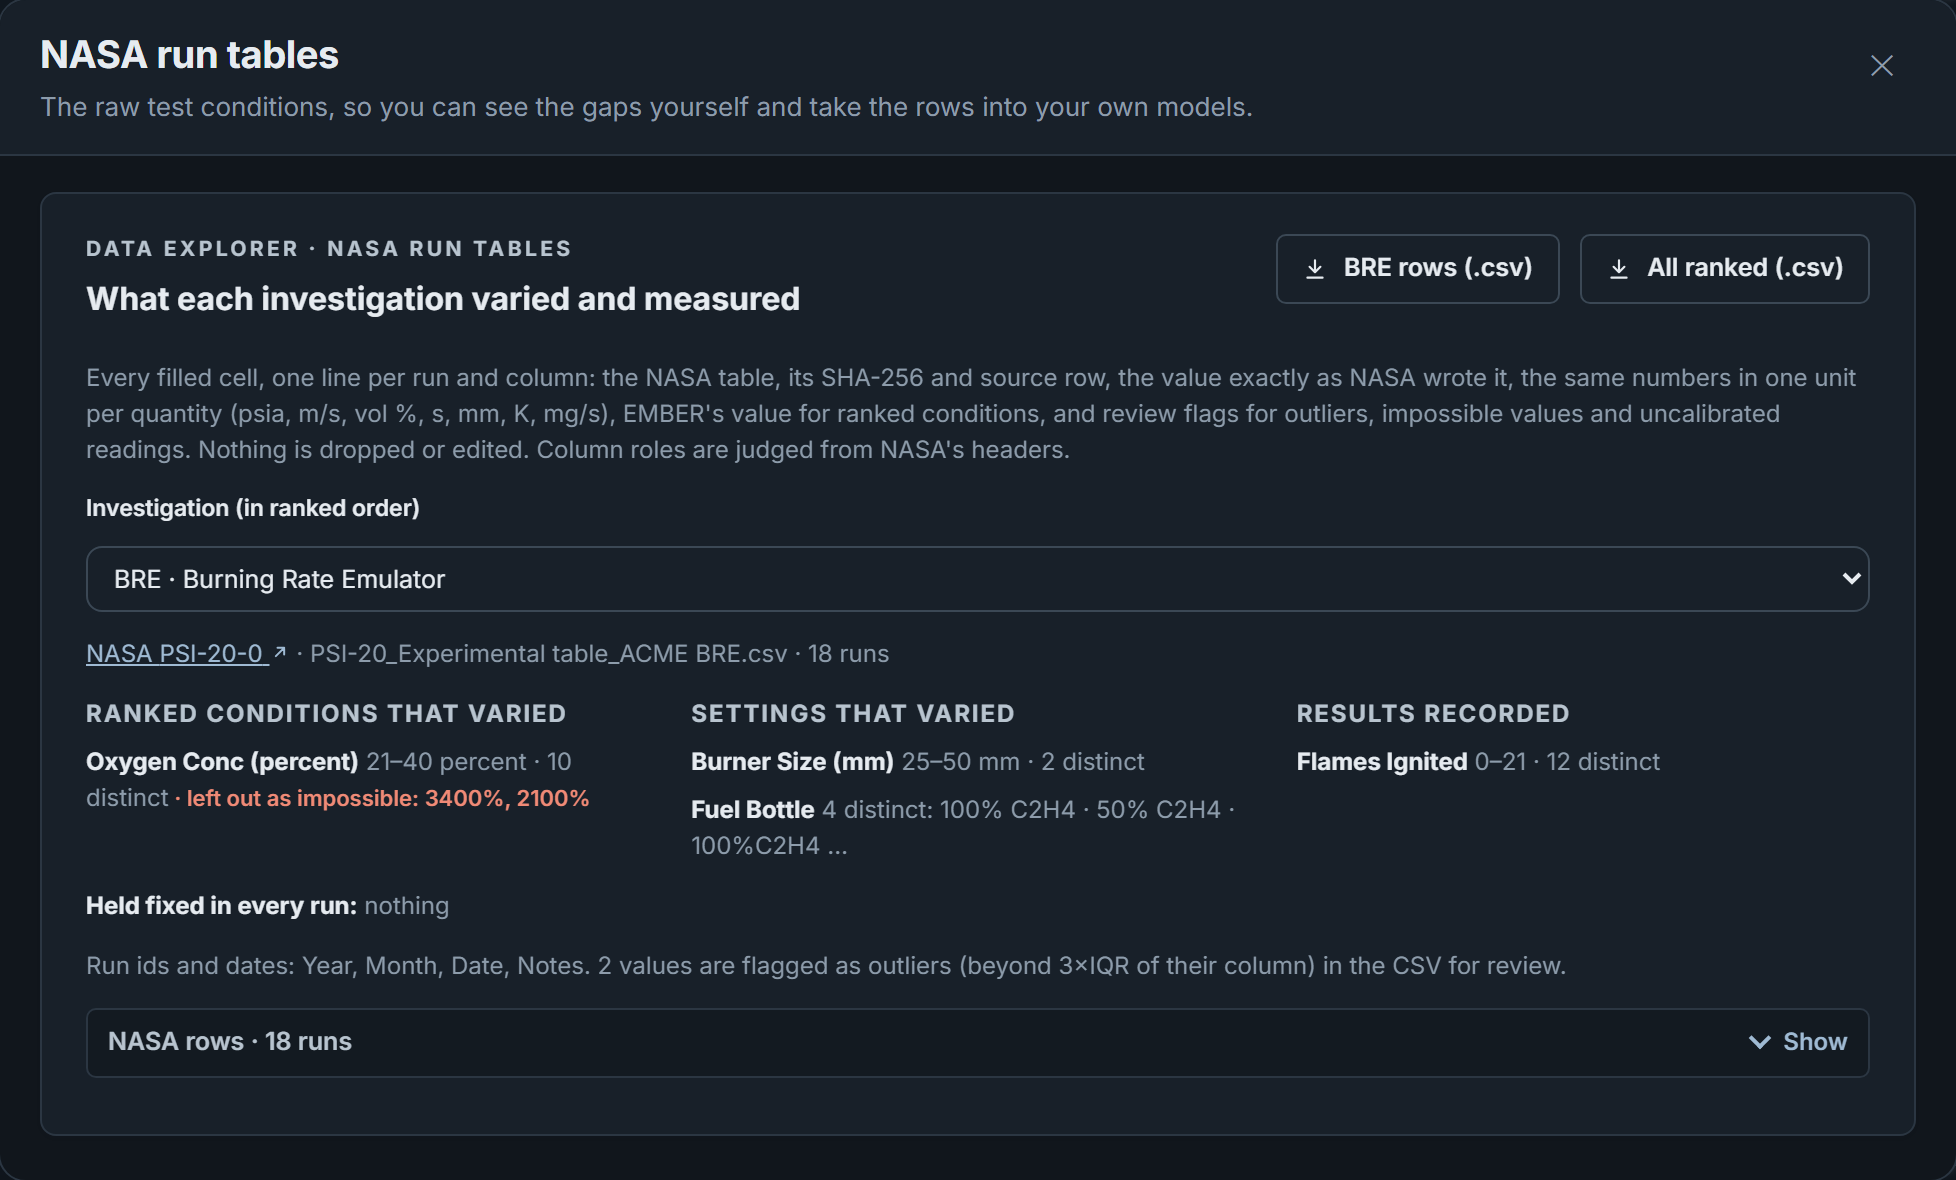 NASA run tables
The raw test conditions, so you can see the gaps yourself and take the rows into your own models.
DATA EXPLORER · NASA RUN TABLES
What each investigation varied and measured
BRE rows (.csv)
All ranked (.csv)
Every filled cell, one line per run and column: the NASA table, its SHA-256 and source row, the value exactly as NASA wrote it, the same numbers in one unit
per quantity (psia, m/s, vol %, s, mm, K, mg/s), EMBER's value for ranked conditions, and review flags for outliers, impossible values and uncalibrated
readings. Nothing is dropped or edited. Column roles are judged from NASA's headers.
Investigation (in ranked order)
BRE · Burning Rate Emulator
NASA PSI-20-0 ↗ · PSI-20_Experimental table_ACME BRE.csv · 18 runs
RANKED CONDITIONS THAT VARIED
Oxygen Conc (percent) 21–40 percent · 10
distinct · left out as impossible: 3400%, 2100%
SETTINGS THAT VARIED
Burner Size (mm) 25–50 mm · 2 distinct
Fuel Bottle 4 distinct: 100% C2H4 · 50% C2H4 ·
100%C2H4 ...
RESULTS RECORDED
Flames Ignited 0–21 · 12 distinct
Held fixed in every run: nothing
Run ids and dates: Year, Month, Date, Notes. 2 values are flagged as outliers (beyond 3×IQR of their column) in the CSV for review.
NASA rows · 18 runs
Show